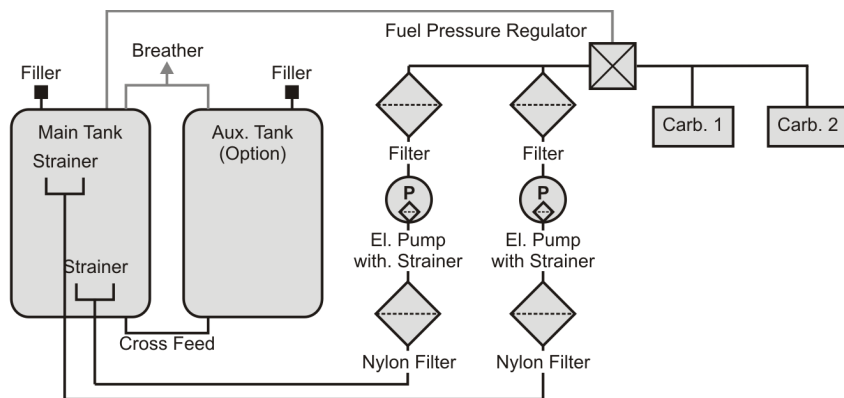 Fuel Pressure Regulator
Breather
Filler
Filler
Main Tank
Aux. Tank
(Option)
Strainer
Strainer
Cross Feed
Filter
P
El. Pump
with. Strainer
Nylon Filter
Filter
P
El. Pump
with Strainer
Nylon Filter
Carb. 1
Carb. 2